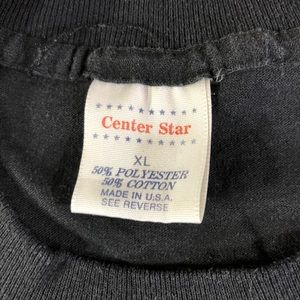 Center Star
XL
50% POLYESTER
50% COTTON
MADE IN U.S.A.
SEE REVERSE